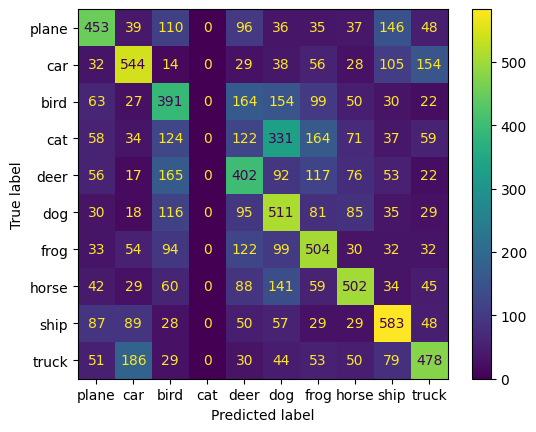 plane 453 39 110 0 96 36 35 37 146 48
car 32 544 14 0 29 38 56 28 105 154
bird 63 27 391 0 164 154 99 50 30 22
cat 58 34 124 0 122 331 164 71 37 59
deer 56 17 165 0 402 92 117 76 53 22
dog 30 18 116 0 95 511 81 85 35 29
frog 33 54 94 0 122 99 504 30 32 32
horse 42 29 60 0 88 141 59 502 34 45
ship 87 89 28 0 50 57 29 29 583 48
truck 51 186 29 0 30 44 53 50 79 478
plane car bird cat deer dog frog horse ship truck
Predicted label
True label
500
400
300
200
100
0